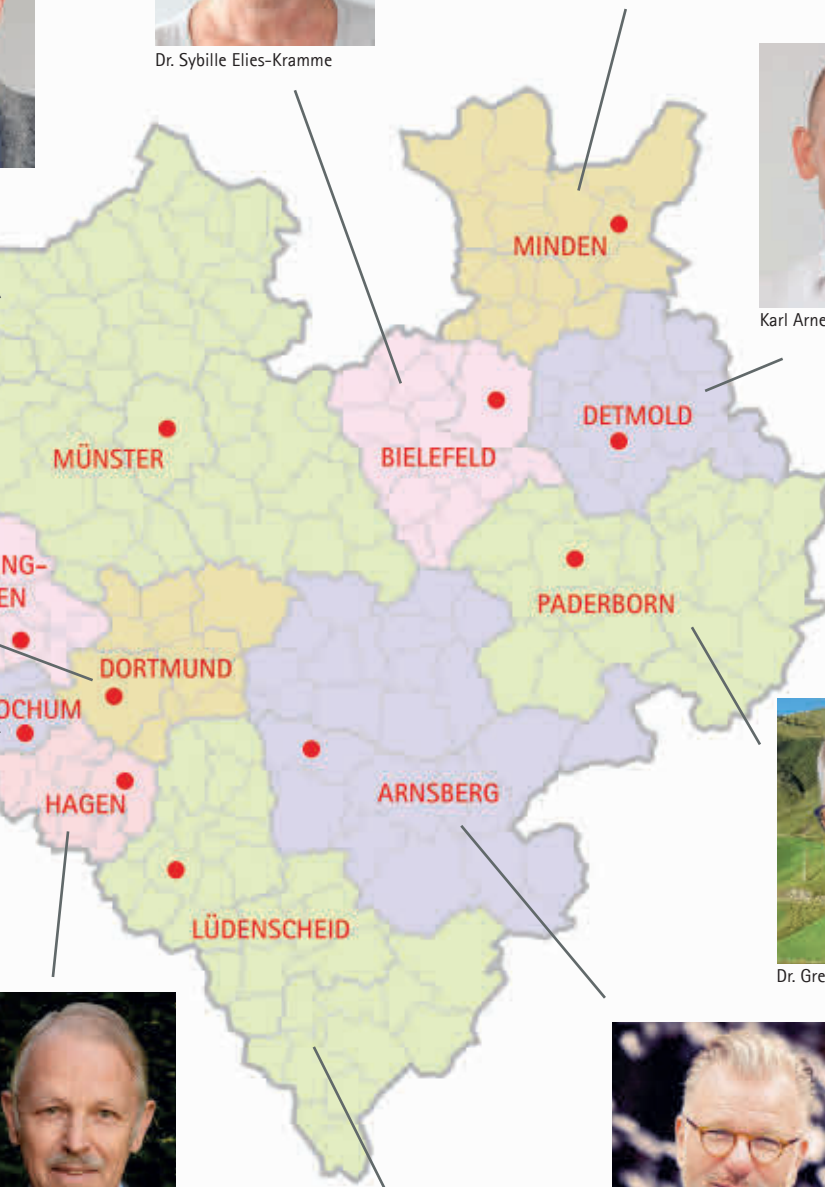 Dr. Sybille Elies-Kramme
MINDEN
Karl Arne
DETMOLD
MÜNSTER
BIELEFELD
NG-
EN
PADERBORN
DORTMUND
OCHUM
ARNSBERG
HAGEN
LÜDENSCHEID
Dr. Gre